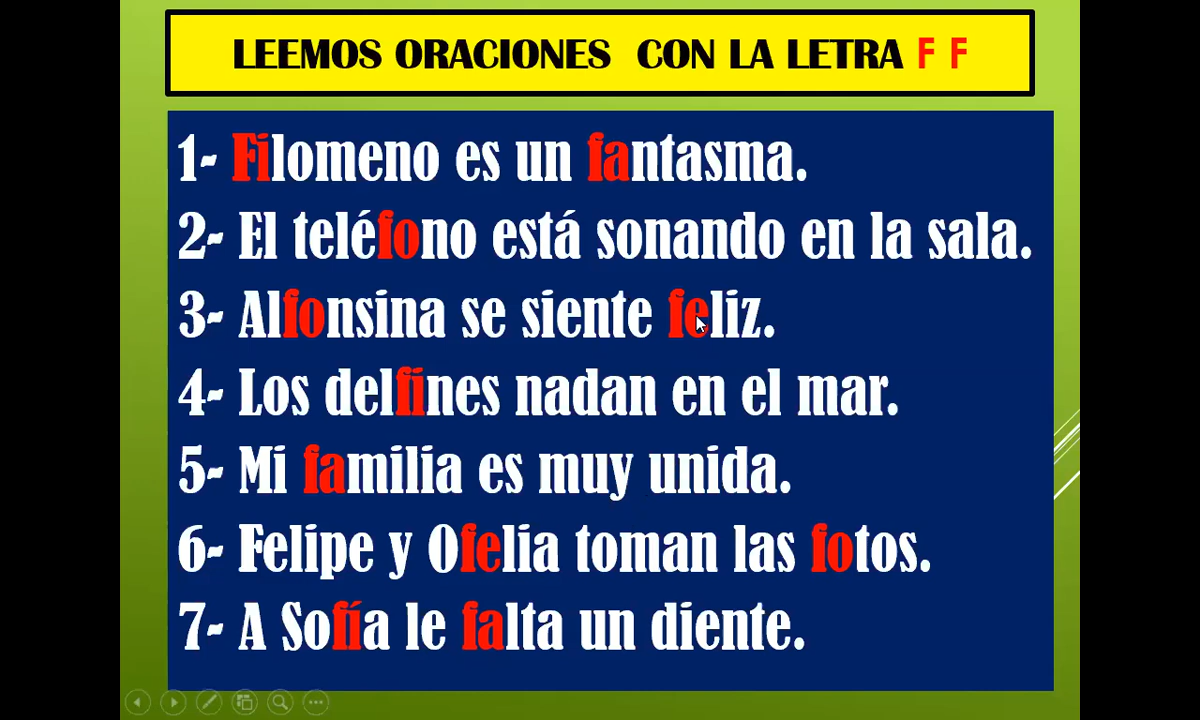 LEEMOS ORACIONES CON LA LETRA F F
1- Filomeno es un fantasma.
2- El teléfono está sonando en la sala.
3- Alfonsina se siente feliz.
4- Los delfines nadan en el mar.
5- Mi familia es muy unida.
6- Felipe y Ofelia toman las fotos.
7- A Sofía le falta un diente.